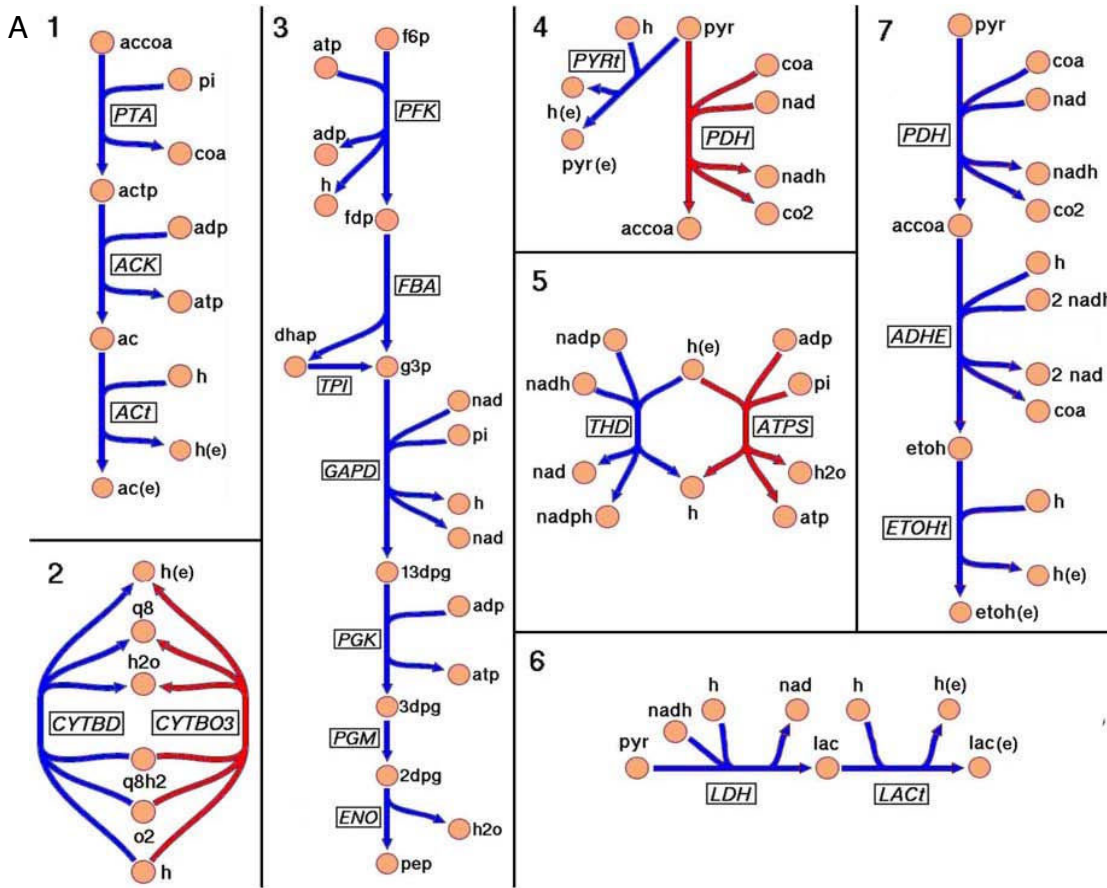 A
1
accoa
pi
PTA
coa
actp
adp
ACK
atp
ac
h
ACt
h(e)
ac(e)
2
h(e)
q8
h2o
CYTBD
CYTBO3
q8h2
o2
h
3
f6p
atp
PFK
adp
h
fdp
FBA
dhap
g3p
TPI
nad
pi
GAPD
h
nad
13dpg
adp
PGK
atp
3dpg
PGM
2dpg
ENO
h2o
pep
4
h
pyr
PYRt
coa
h(e)
nad
pyr(e)
PDH
nadh
accoa
co2
5
nadp
h(e)
adp
nadh
pi
THD
ATPS
nad
h2o
nadph
h
atp
6
nadh
h
nad
h
h(e)
pyr
lac
lac(e)
LDH
LACt
7
pyr
coa
nad
PDH
nadh
co2
accoa
h
2 nadh
ADHE
2 nad
coa
etoh
h
ETOHt
h(e)
etoh(e)